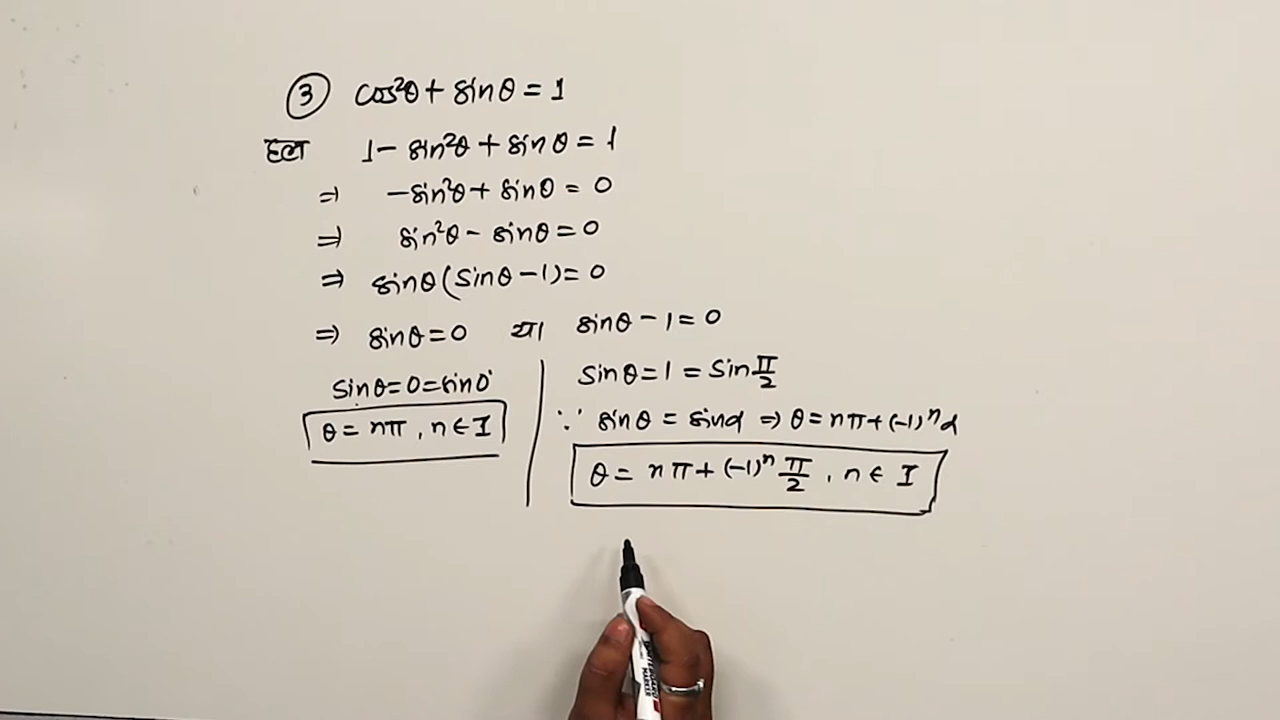 ③ cos²θ + sinθ = 1
हल 1 - sin²θ + sinθ = 1
⇒ -sin²θ + sinθ = 0
⇒ sin²θ - sinθ = 0
⇒ sinθ(sinθ - 1) = 0
⇒ sinθ = 0 या sinθ - 1 = 0
sinθ = 0 = sin0°
θ = nπ, n ∈ I
sinθ = 1 = sin π/2
∵ sinθ = sinα ⇒ θ = nπ + (-1)ⁿα
θ = nπ + (-1)ⁿ π/2, n ∈ I